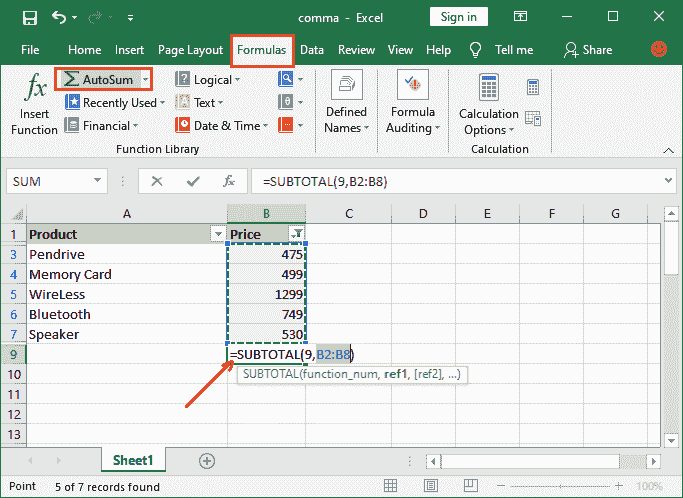 comma - Excel
Sign in
File Home Insert Page Layout Formulas Data Review View Help Tell me Share
fx
Insert Function
Σ AutoSum
Recently Used
Financial
Logical
Text
Date & Time
θ
Defined Names
Formula Auditing
Calculation Options
Function Library
Calculation
SUM
fx
=SUBTOTAL(9,B2:B8)
A B C D E F G
1 Product Price
3 Pendrive 475
4 Memory Card 499
5 WireLess 1299
6 Bluetooth 749
7 Speaker 530
9 =SUBTOTAL(9,B2:B8)
10 SUBTOTAL(function_num, ref1, [ref2], ...)
11
12
13
Sheet1
Point 5 of 7 records found 100%